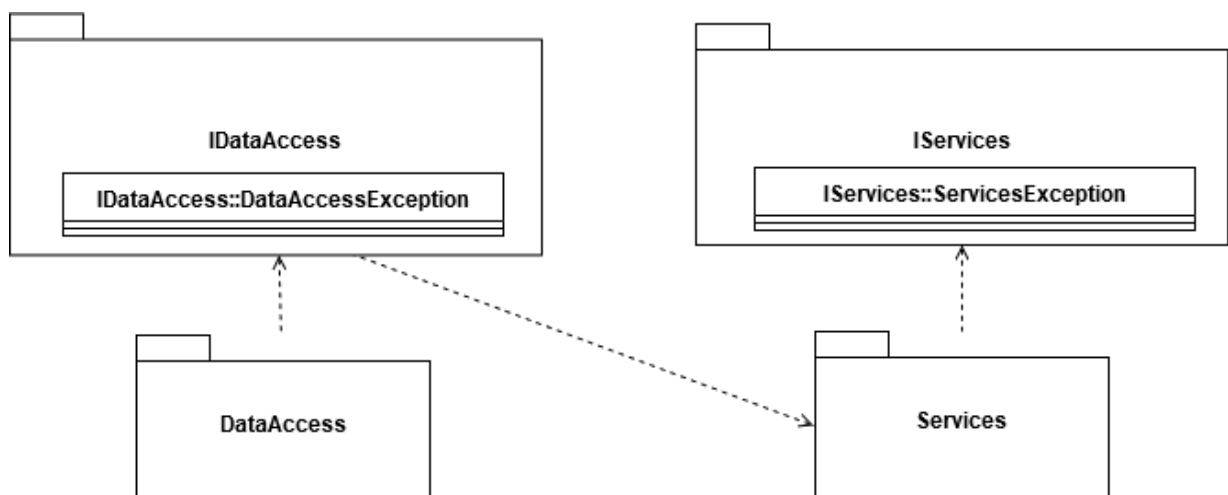 IDataAccess
IDataAccess::DataAccessException
IServices
IServices::ServicesException
DataAccess
Services